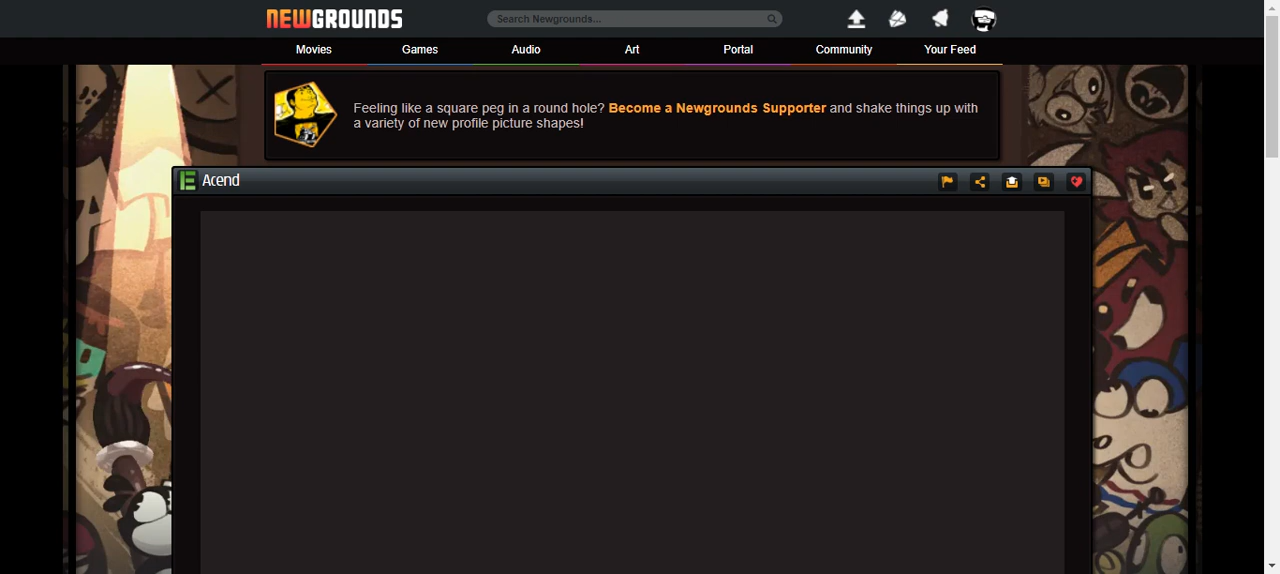 NEWGROUNDS
Search Newgrounds...
Movies Games Audio Art Portal Community Your Feed
Feeling like a square peg in a round hole? Become a Newgrounds Supporter and shake things up with
a variety of new profile picture shapes!
E Acend